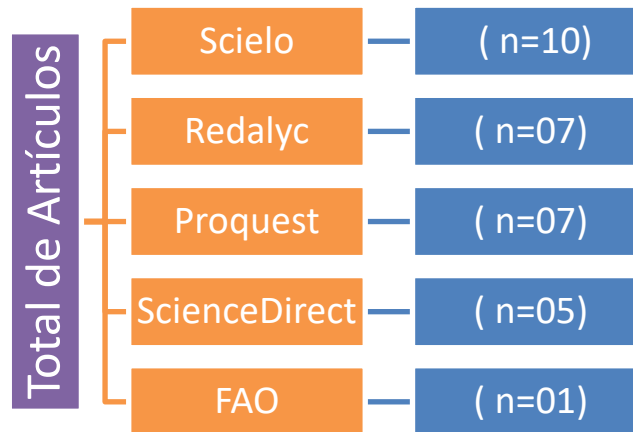 Total de Artículos
Scielo
( n=10)
Redalyc
( n=07)
Proquest
( n=07)
ScienceDirect
( n=05)
FAO
( n=01)